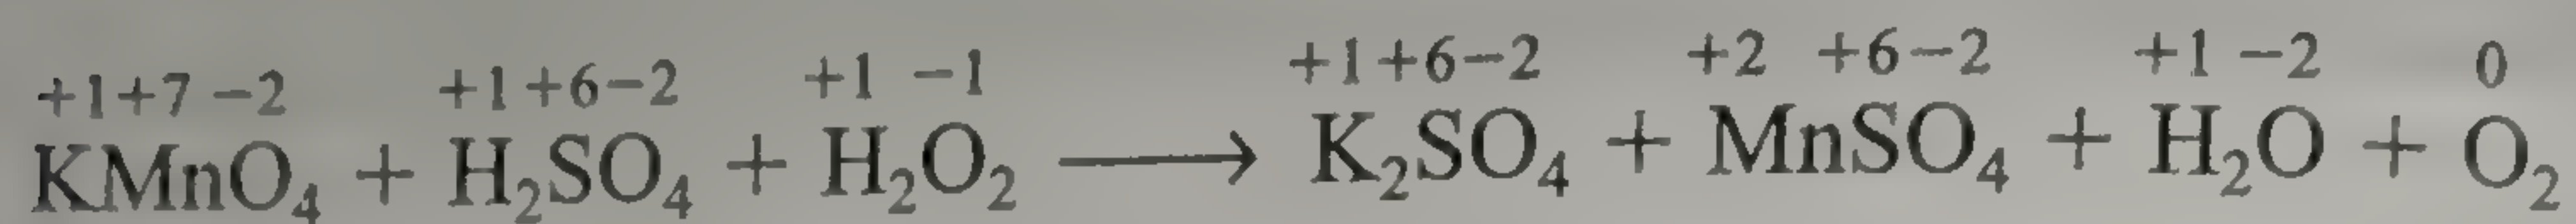 +1 +7 −2 +1 +6 −2 +1 −1 +1 +6 −2 +2 +6 −2 +1 −2 0
KMnO₄ + H₂SO₄ + H₂O₂ ⟶ K₂SO₄ + MnSO₄ + H₂O + O₂